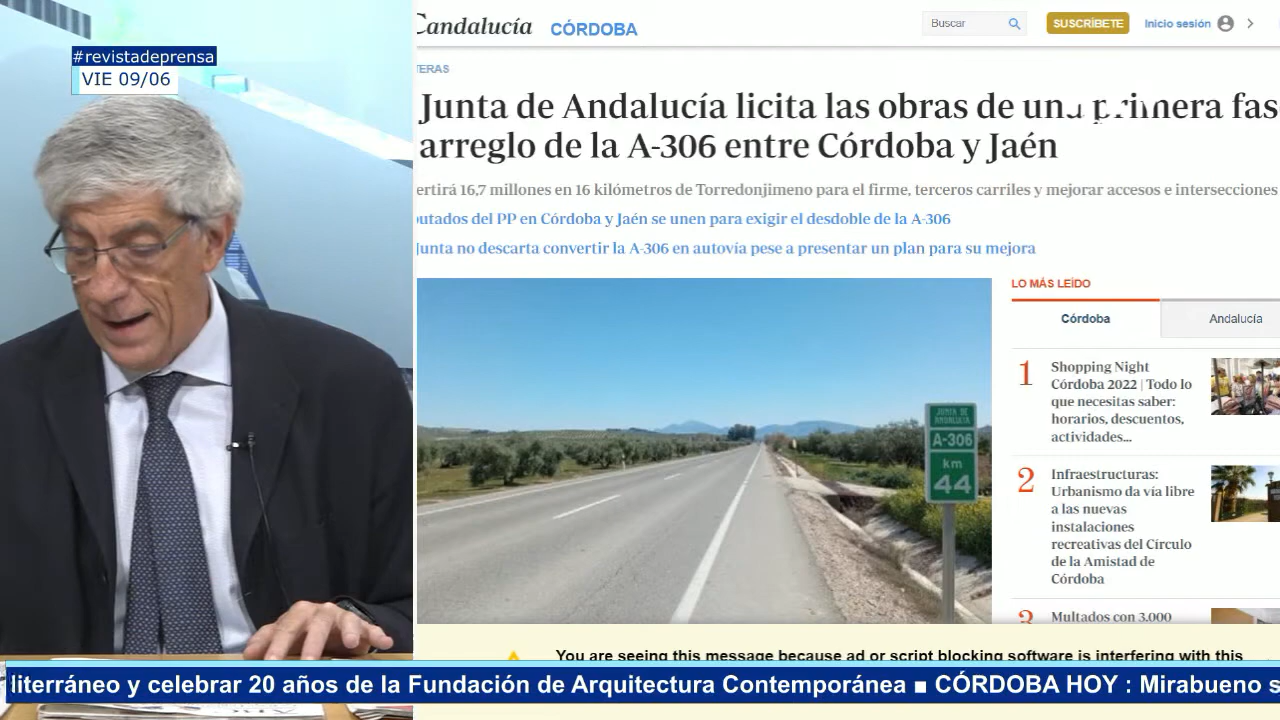 #revistadeprensa
VIE 09/06
andalucía CÓRDOBA
Buscar
SUSCRÍBETE
Inicio sesión
TERAS
Junta de Andalucía licita las obras de una primera fas
arreglo de la A-306 entre Córdoba y Jaén
ertirá 16,7 millones en 16 kilómetros de Torredonjimeno para el firme, terceros carriles y mejorar accesos e intersecciones
putados del PP en Córdoba y Jaén se unen para exigir el desdoble de la A-306
Junta no descarta convertir la A-306 en autovía pese a presentar un plan para su mejora
JUNTA DE
ANDALUCÍA
A-306
km
44
LO MÁS LEÍDO
Córdoba
Andalucía
1
Shopping Night
Córdoba 2022 | Todo lo
que necesitas saber:
horarios, descuentos,
actividades...
2
Infraestructuras:
Urbanismo da vía libre
a las nuevas
instalaciones
recreativas del Círculo
de la Amistad de
Córdoba
3
Multados con 3.000
You are seeing this message because ad or script blocking software is interfering with this
diterráneo y celebrar 20 años de la Fundación de Arquitectura Contemporánea ■ CÓRDOBA HOY : Mirabueno s